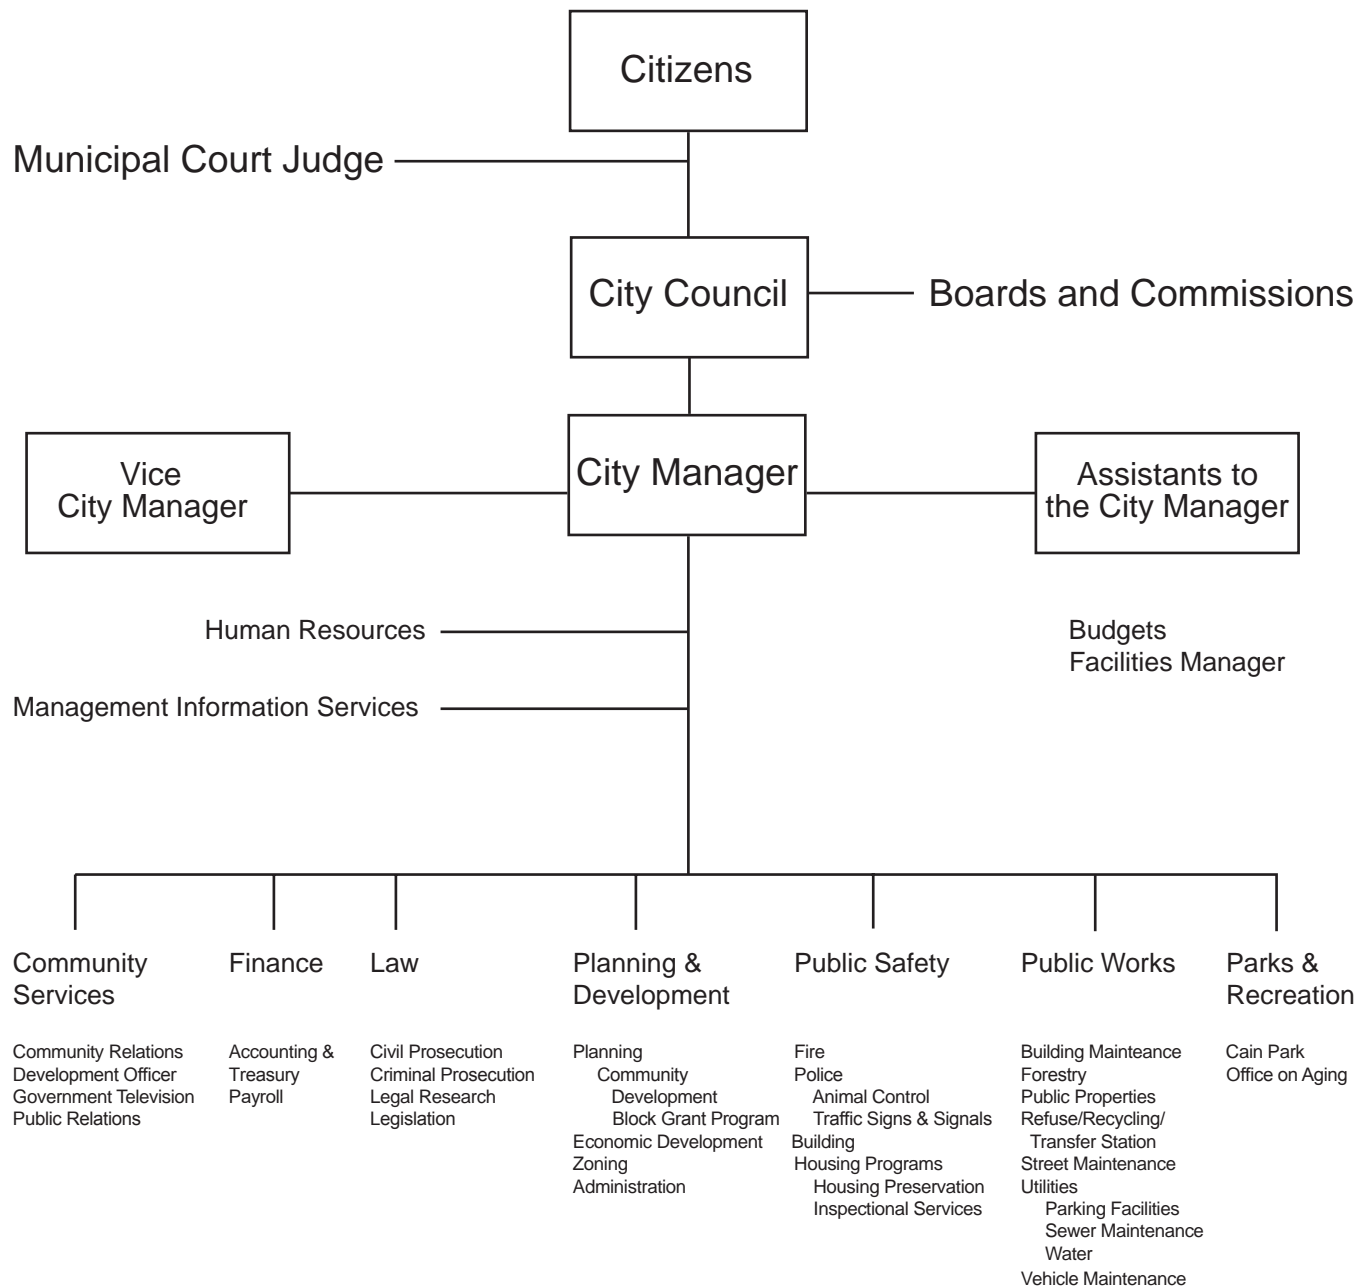 Citizens
Municipal Court Judge
City Council
Boards and Commissions
City Manager
Vice
City Manager
Assistants to
the City Manager
Human Resources
Budgets
Facilities Manager
Management Information Services
Community
Services
Community Relations
Development Officer
Government Television
Public Relations
Finance
Accounting &
Treasury
Payroll
Law
Civil Prosecution
Criminal Prosecution
Legal Research
Legislation
Planning &
Development
Planning
Community
Development
Block Grant Program
Economic Development
Zoning
Administration
Public Safety
Fire
Police
Animal Control
Traffic Signs & Signals
Building
Housing Programs
Housing Preservation
Inspectional Services
Public Works
Building Mainteance
Forestry
Public Properties
Refuse/Recycling/
Transfer Station
Street Maintenance
Utilities
Parking Facilities
Sewer Maintenance
Water
Vehicle Maintenance
Parks &
Recreation
Cain Park
Office on Aging